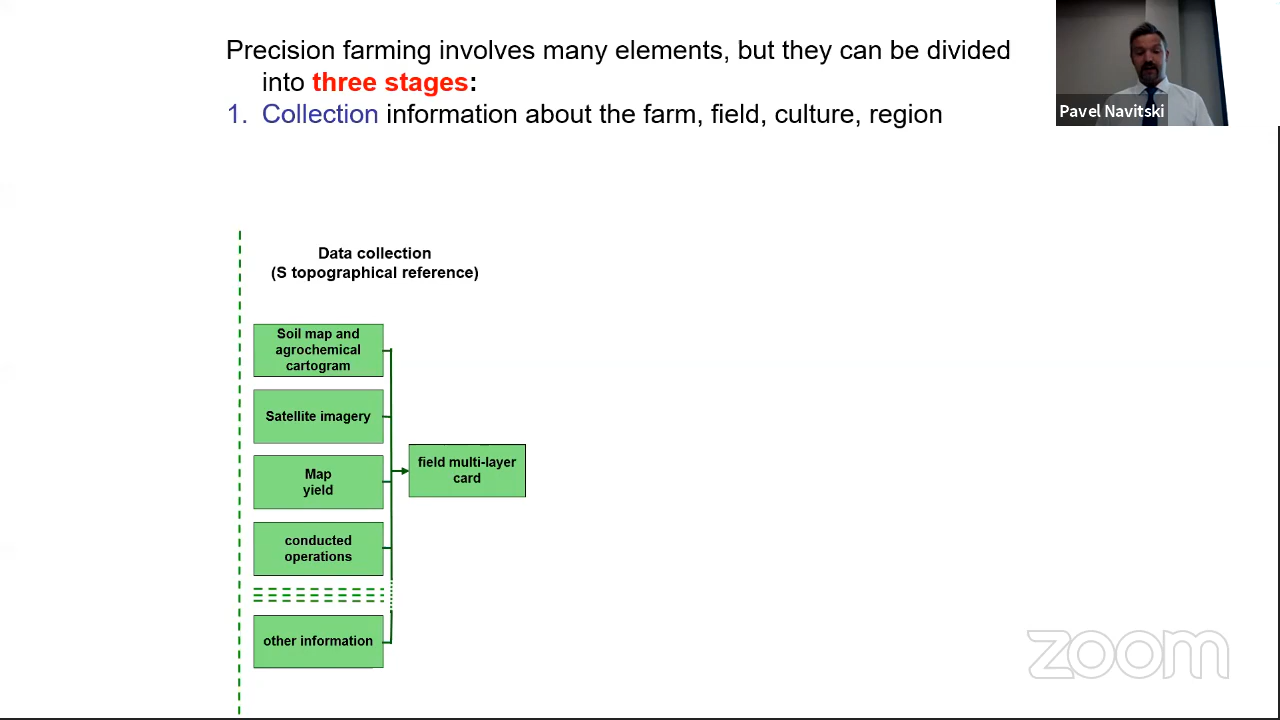 Precision farming involves many elements, but they can be divided
into three stages:
1. Collection information about the farm, field, culture, region
Pavel Navitski
Data collection
(S topographical reference)
Soil map and
agrochemical
cartogram
Satellite imagery
Map
yield
conducted
operations
other information
field multi-layer
card
zoom